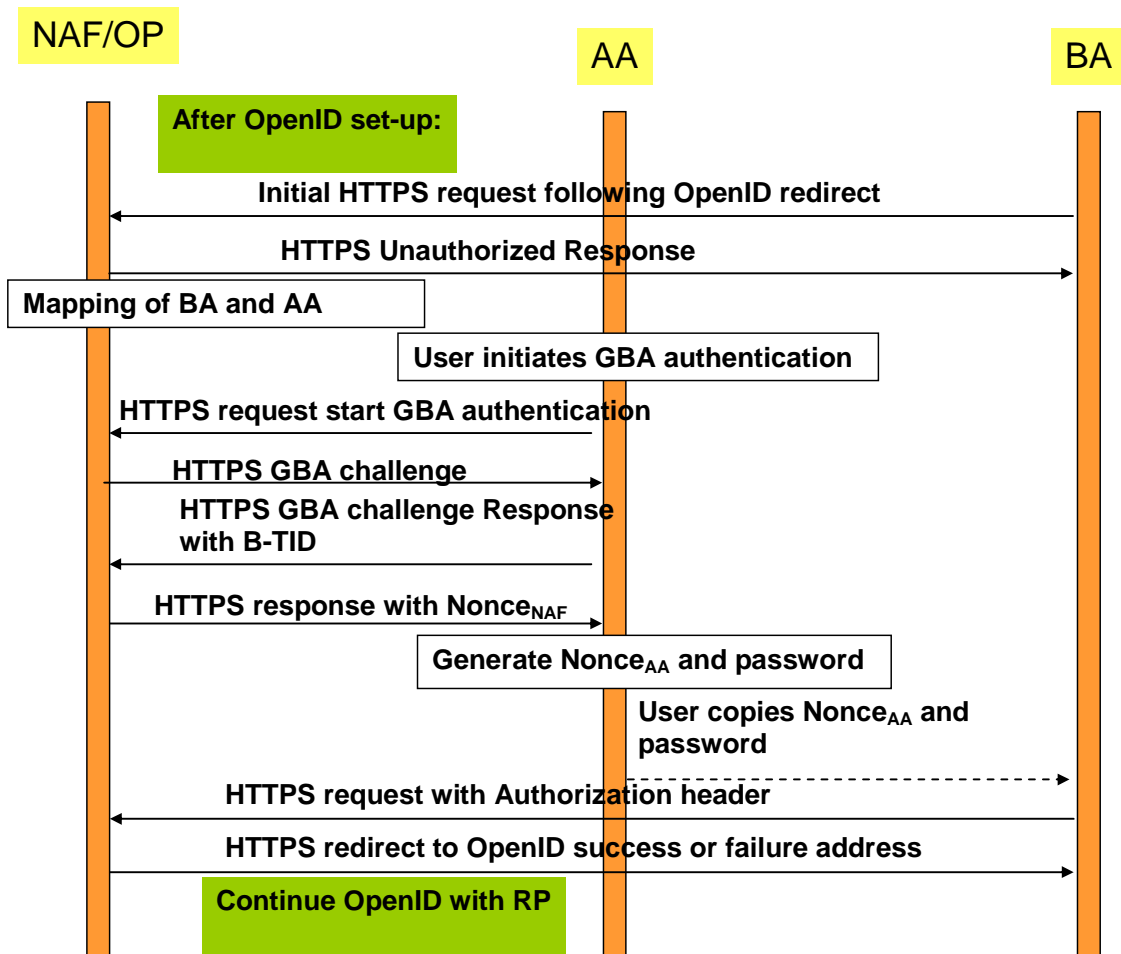 NAF/OP
AA
BA
After OpenID set-up:
Initial HTTPS request following OpenID redirect
HTTPS Unauthorized Response
Mapping of BA and AA
User initiates GBA authentication
HTTPS request start GBA authentication
HTTPS GBA challenge
HTTPS GBA challenge Response
with B-TID
HTTPS response with NonceNAF
Generate NonceAA and password
User copies NonceAA and
password
HTTPS request with Authorization header
HTTPS redirect to OpenID success or failure address
Continue OpenID with RP